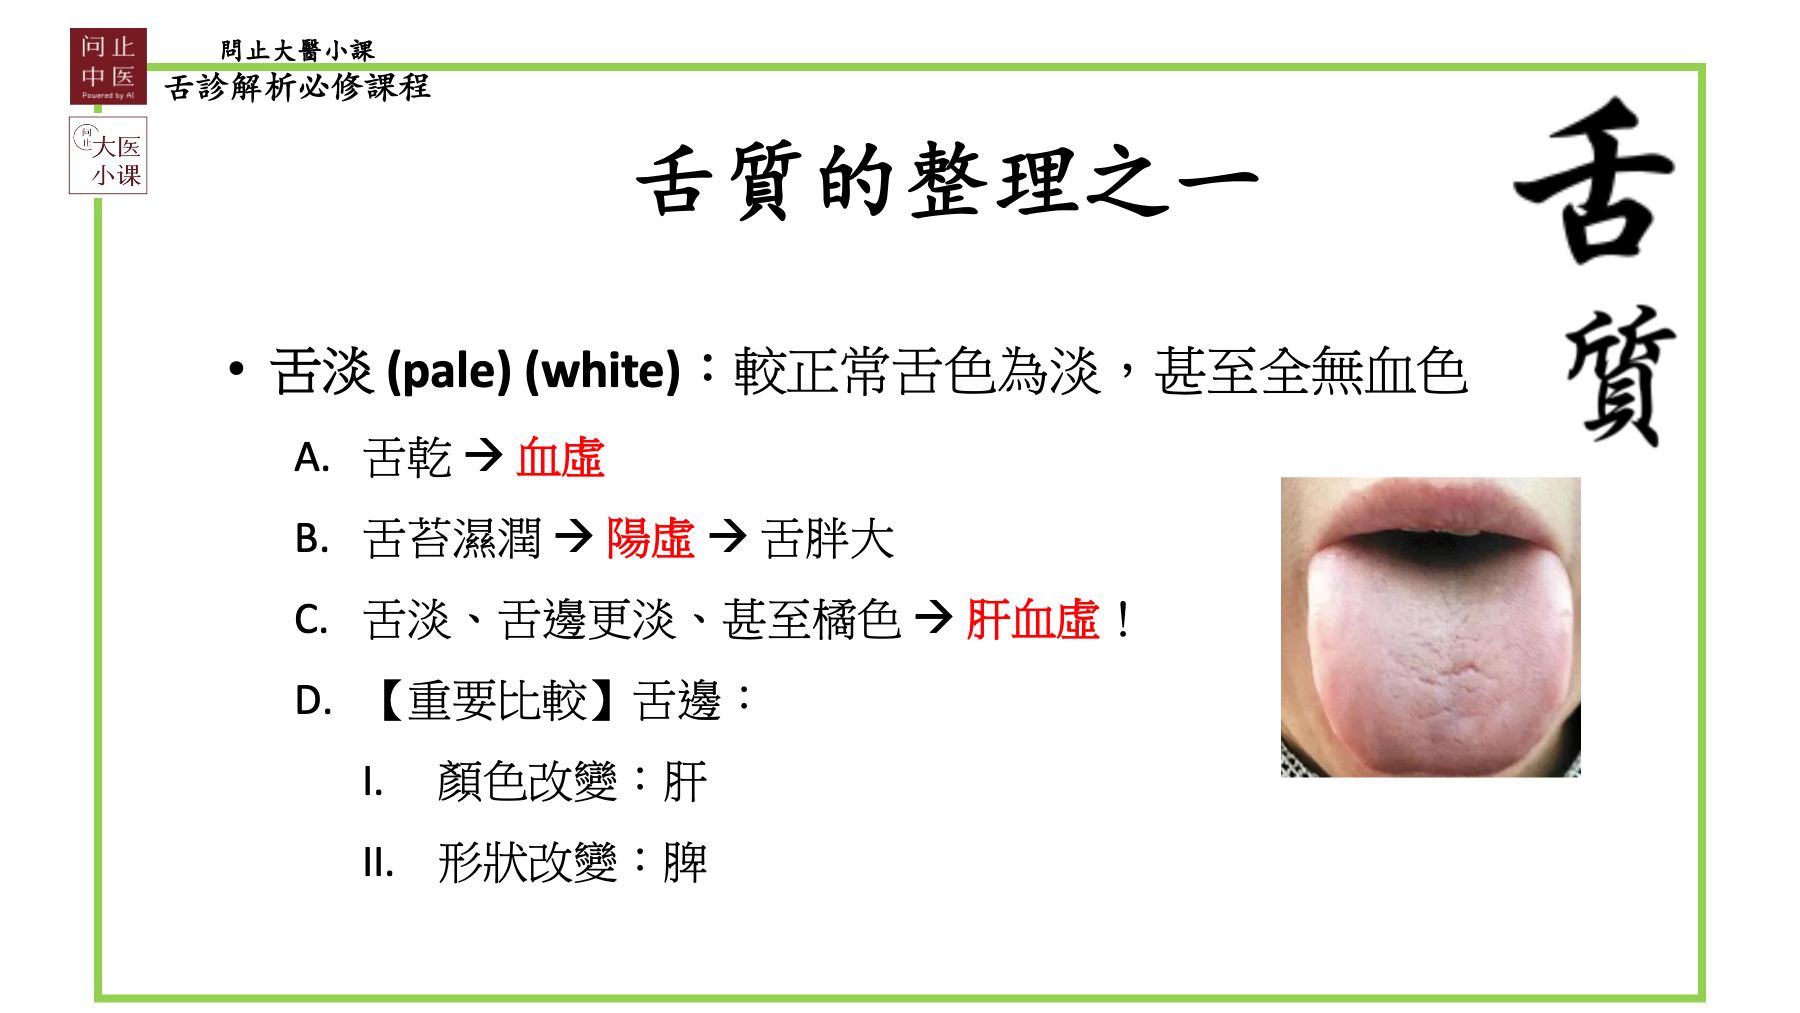 问止
中医
Powered by AI
问止
大医
小课
問止大醫小課
舌診解析必修課程
舌質的整理之一
舌質
• 舌淡 (pale) (white)：較正常舌色為淡，甚至全無血色
A. 舌乾 → 血虛
B. 舌苔濕潤 → 陽虛 → 舌胖大
C. 舌淡、舌邊更淡、甚至橘色 → 肝血虛！
D. 【重要比較】舌邊：
I. 顏色改變：肝
II. 形狀改變：脾